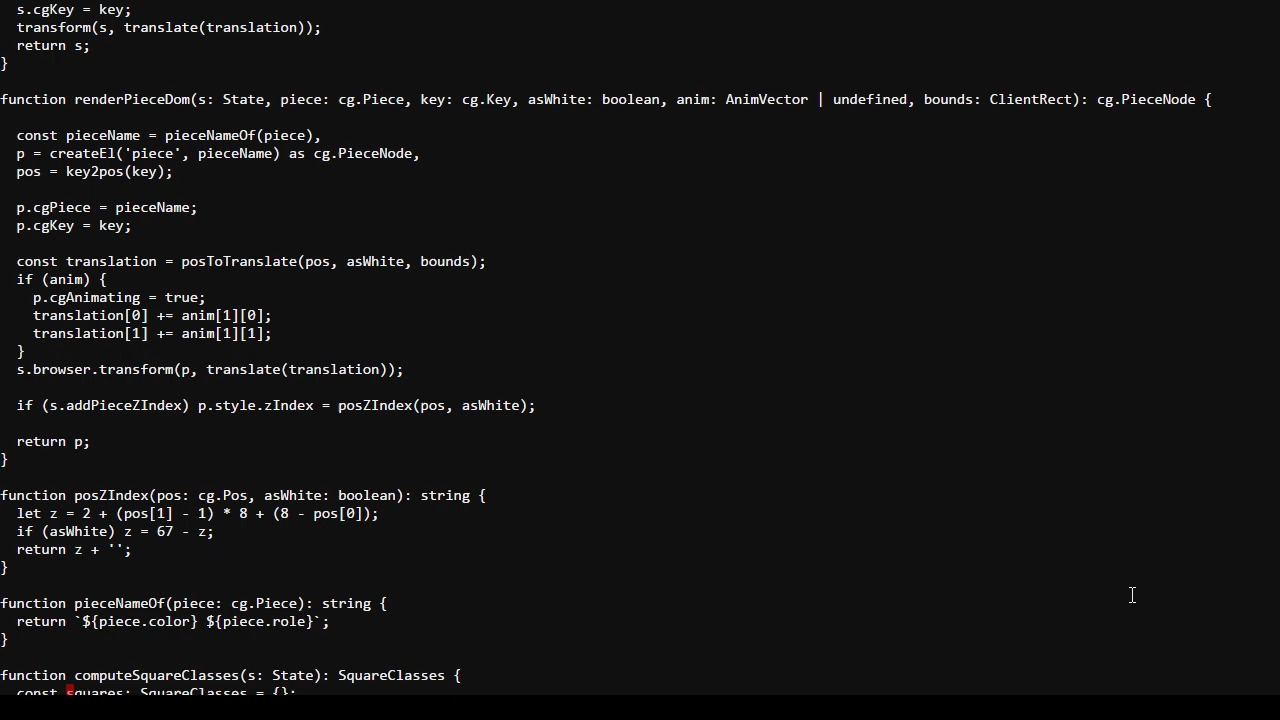 s.cgKey = key;
transform(s, translate(translation));
return s;
}
function renderPieceDom(s: State, piece: cg.Piece, key: cg.Key, asWhite: boolean, anim: AnimVector | undefined, bounds: ClientRect): cg.PieceNode {
const pieceName = pieceNameOf(piece),
p = createEl('piece', pieceName) as cg.PieceNode,
pos = key2pos(key);
p.cgPiece = pieceName;
p.cgKey = key;
const translation = posToTranslate(pos, asWhite, bounds);
if (anim) {
p.cgAnimating = true;
translation[0] += anim[1][0];
translation[1] += anim[1][1];
}
s.browser.transform(p, translate(translation));
if (s.addPieceZIndex) p.style.zIndex = posZIndex(pos, asWhite);
return p;
}
function posZIndex(pos: cg.Pos, asWhite: boolean): string {
let z = 2 + (pos[1] - 1) * 8 + (8 - pos[0]);
if (asWhite) z = 67 - z;
return z + '';
}
function pieceNameOf(piece: cg.Piece): string {
return `${piece.color} ${piece.role}`;
}
function computeSquareClasses(s: State): SquareClasses {
const squares: SquareClasses = {};